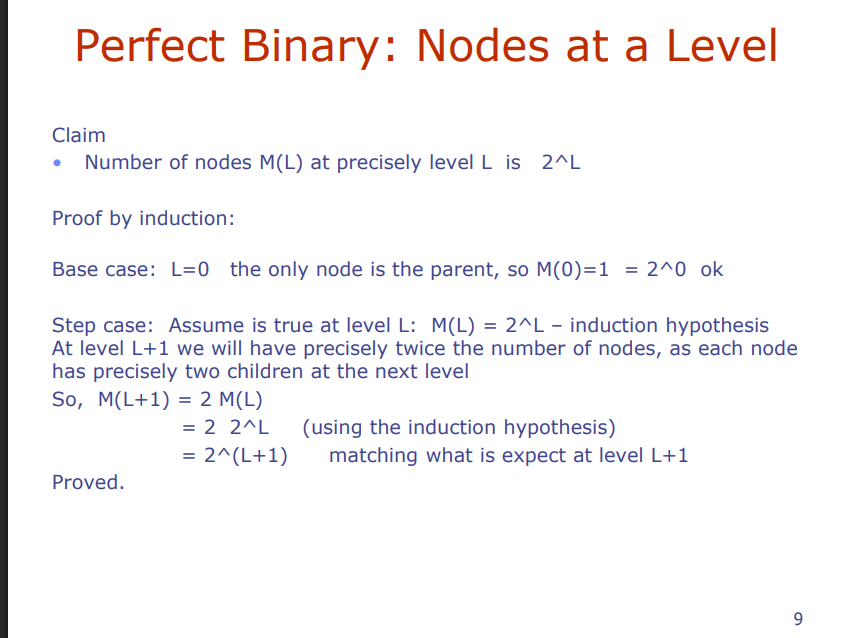 Perfect Binary: Nodes at a Level
Claim
• Number of nodes M(L) at precisely level L is 2^L
Proof by induction:
Base case: L=0 the only node is the parent, so M(0)=1 = 2^0 ok
Step case: Assume is true at level L: M(L) = 2^L – induction hypothesis
At level L+1 we will have precisely twice the number of nodes, as each node
has precisely two children at the next level
So, M(L+1) = 2 M(L)
= 2 2^L (using the induction hypothesis)
= 2^(L+1) matching what is expect at level L+1
Proved.
9